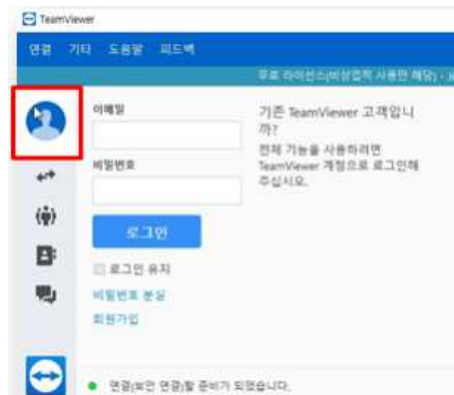 TeamViewer
연결 기타 도움말 피드백
무료 라이센스(비상업적 사용만 해당) -
이메일
비밀번호
로그인
로그인 유지
비밀번호 분실
회원가입
기존 TeamViewer 고객입니
까?
전체 기능을 사용하려면
TeamViewer 계정으로 로그인해
주십시오.
연결(보안 연결)할 준비가 되었습니다.